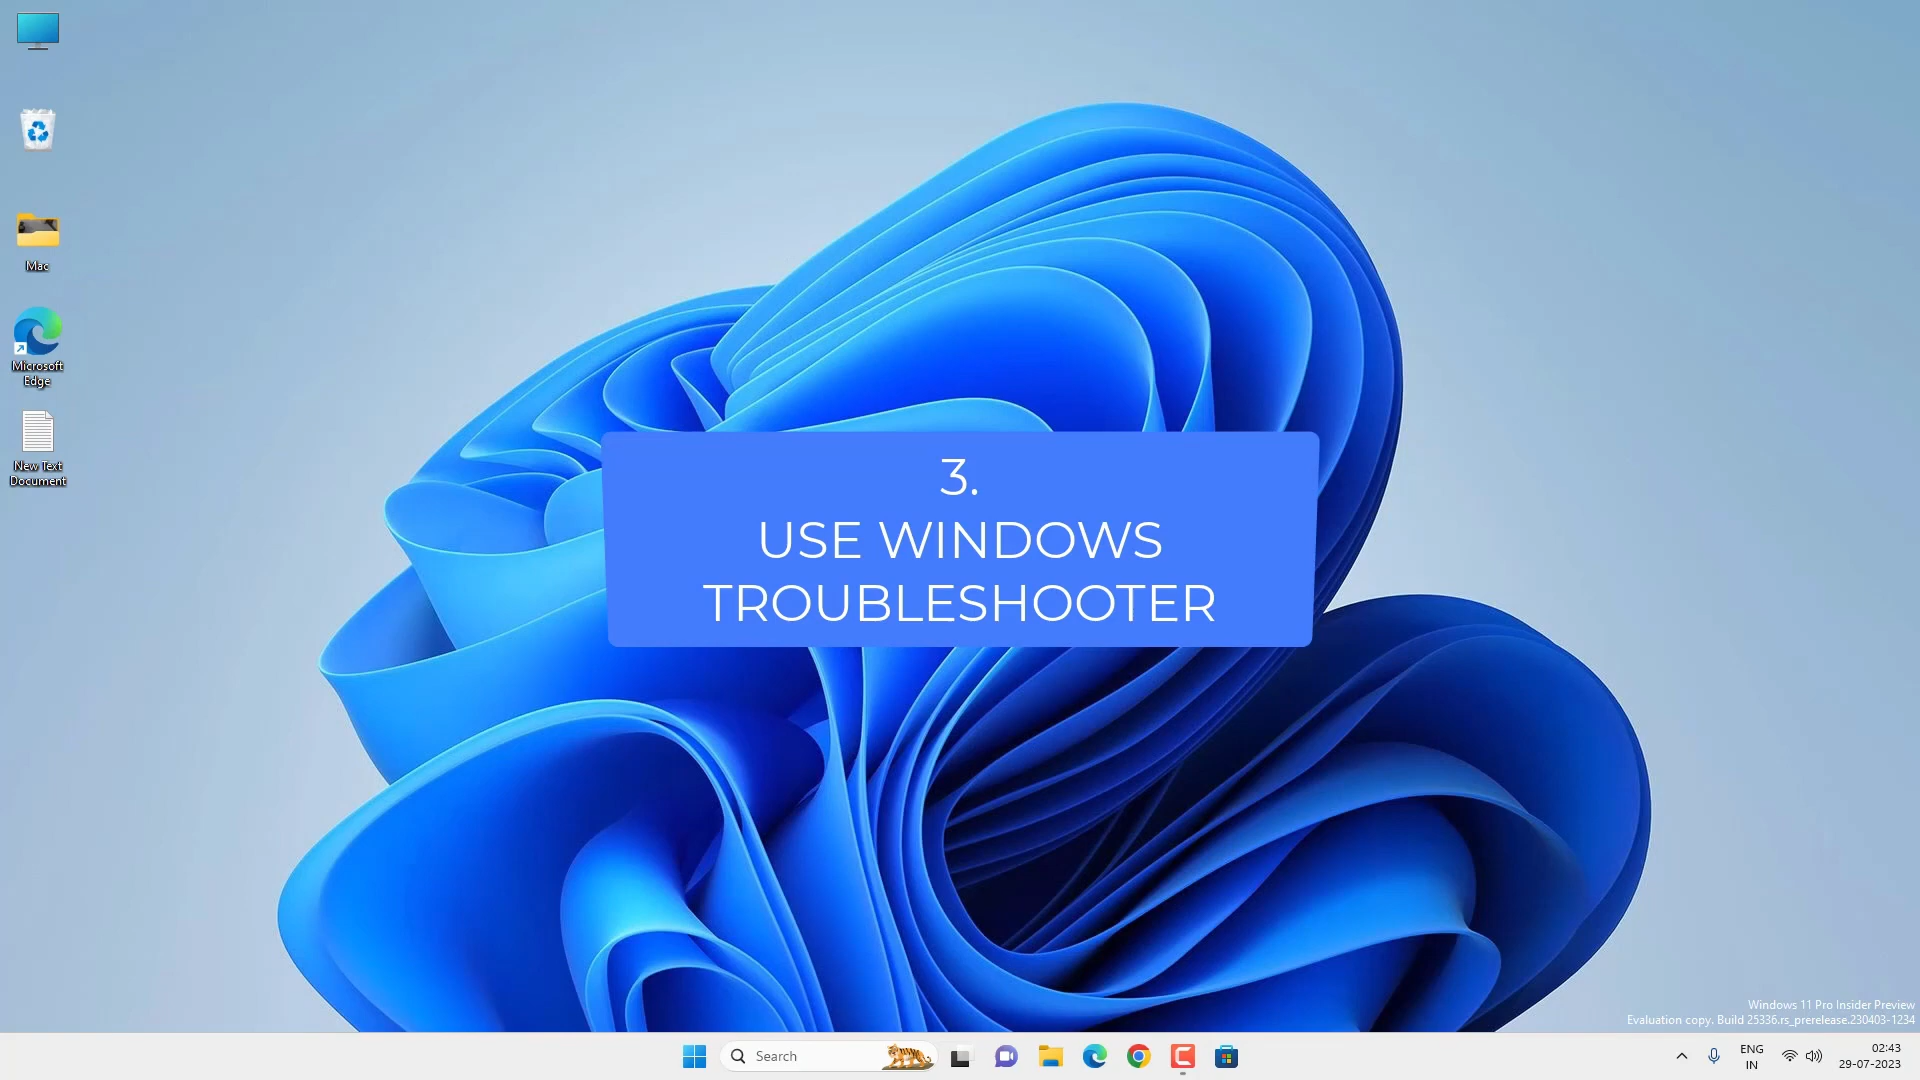 Mac
Microsoft
Edge
New Text
Document
3.
USE WINDOWS
TROUBLESHOOTER
Windows 11 Pro Insider Preview
Evaluation copy. Build 25336.rs_prerelease.230403-1234
Search
ENG
IN
02:43
29-07-2023